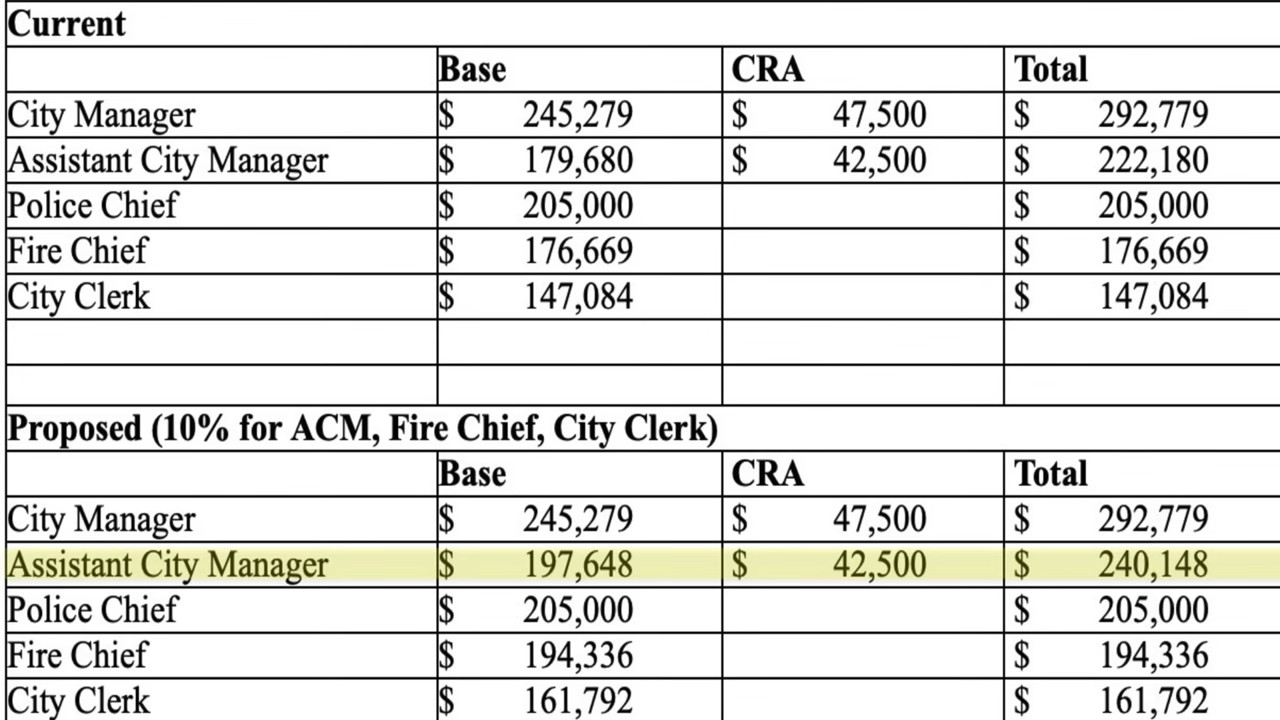 Current
Base CRA Total
City Manager $ 245,279 $ 47,500 $ 292,779
Assistant City Manager $ 179,680 $ 42,500 $ 222,180
Police Chief $ 205,000 $ 205,000
Fire Chief $ 176,669 $ 176,669
City Clerk $ 147,084 $ 147,084
Proposed (10% for ACM, Fire Chief, City Clerk)
Base CRA Total
City Manager $ 245,279 $ 47,500 $ 292,779
Assistant City Manager $ 197,648 $ 42,500 $ 240,148
Police Chief $ 205,000 $ 205,000
Fire Chief $ 194,336 $ 194,336
City Clerk $ 161,792 $ 161,792